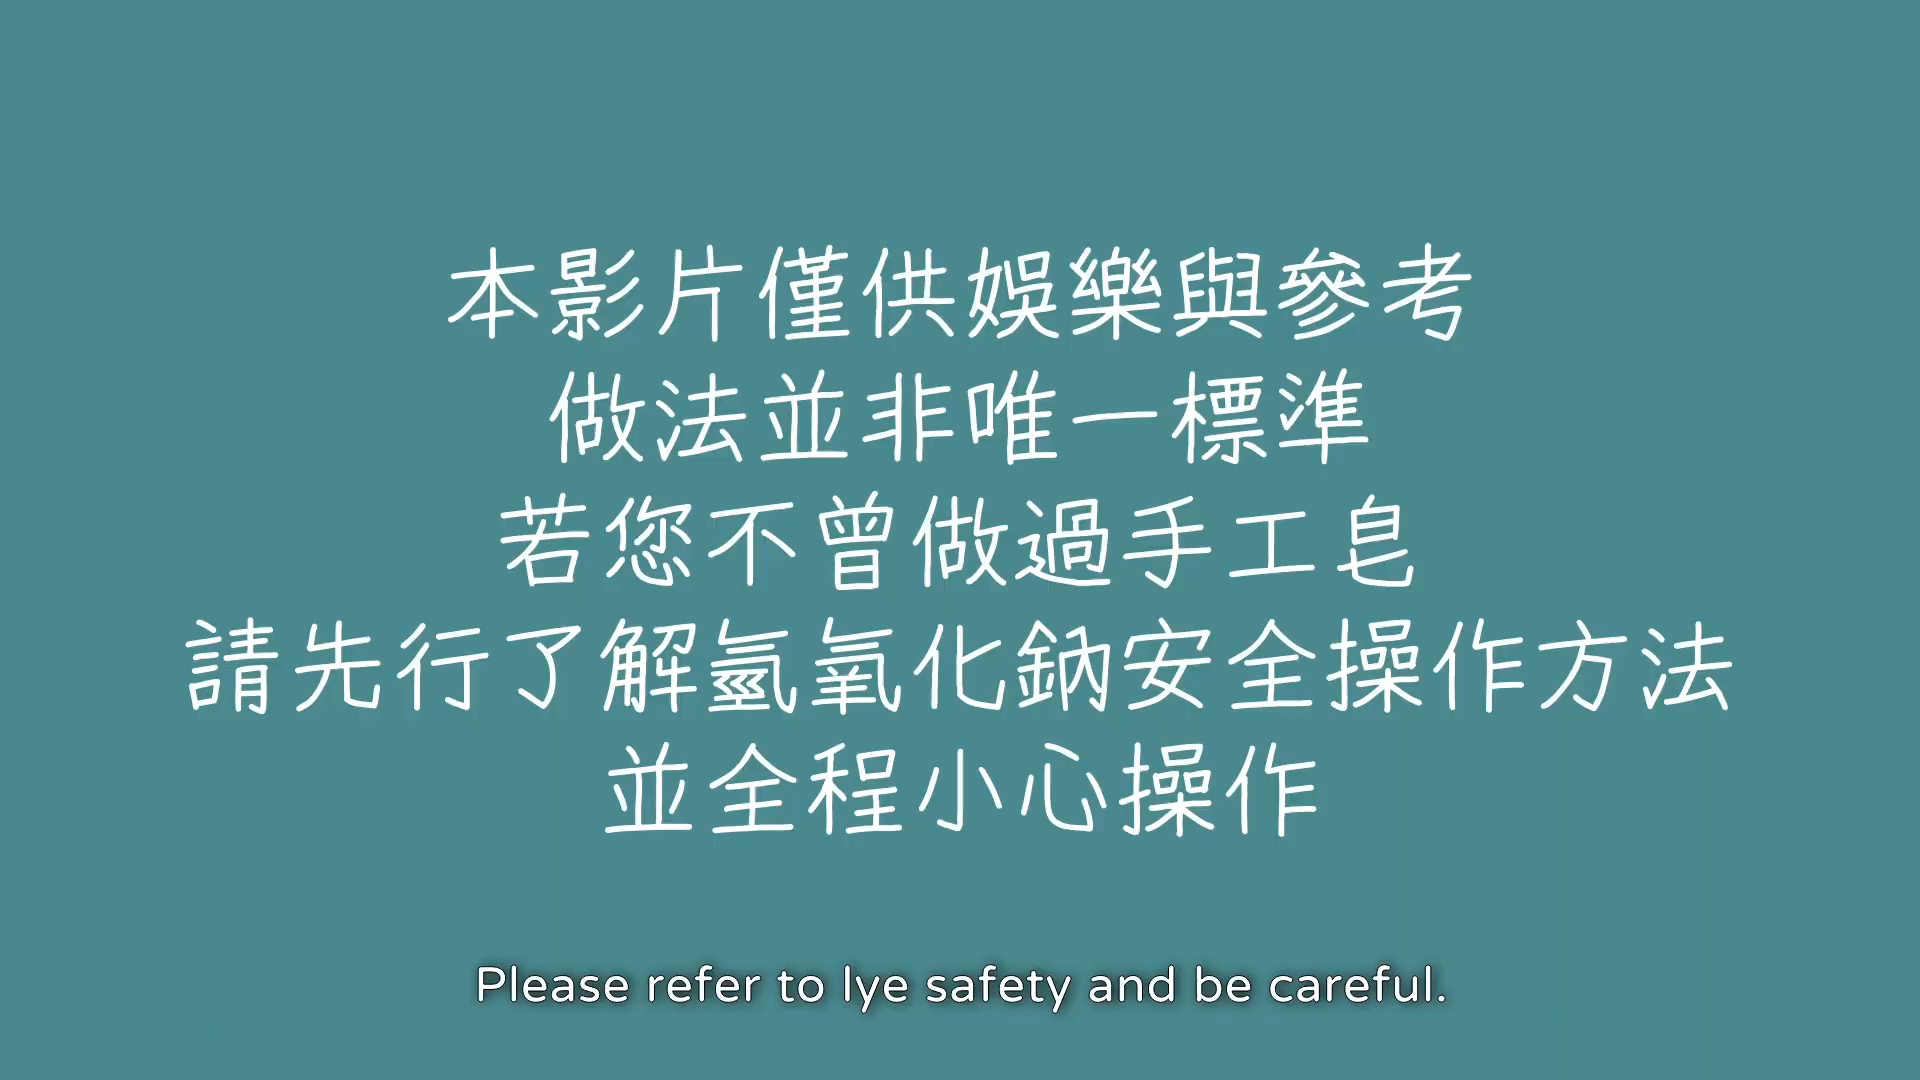 本影片僅供娛樂與參考
做法並非唯一標準
若您不曾做過手工皂
請先行了解氫氧化鈉安全操作方法
並全程小心操作
Please refer to lye safety and be careful.